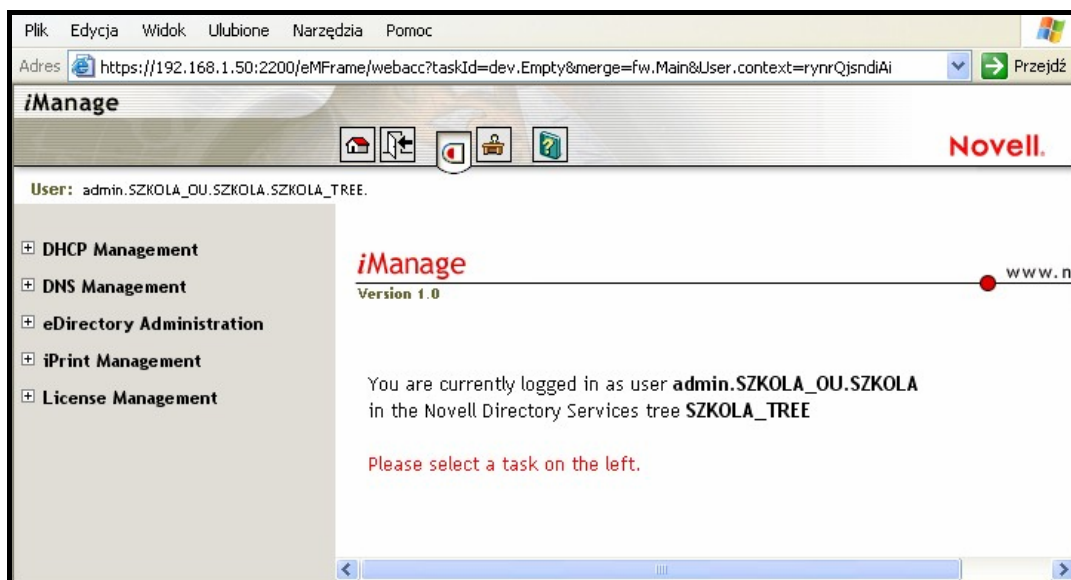 Plik Edycja Widok Ulubione Narzędzia Pomoc
Adres https://192.168.1.50:2200/eMFrame/webacc?taskId=dev.Empty&merge=fw.Main&User.context=rynrQjsndiAi Przejdź
iManage
Novell.
User: admin.SZKOLA_OU.SZKOLA.SZKOLA_TREE.
DHCP Management
DNS Management
eDirectory Administration
iPrint Management
License Management
iManage
www.n
Version 1.0
You are currently logged in as user admin.SZKOLA_OU.SZKOLA
in the Novell Directory Services tree SZKOLA_TREE
Please select a task on the left.